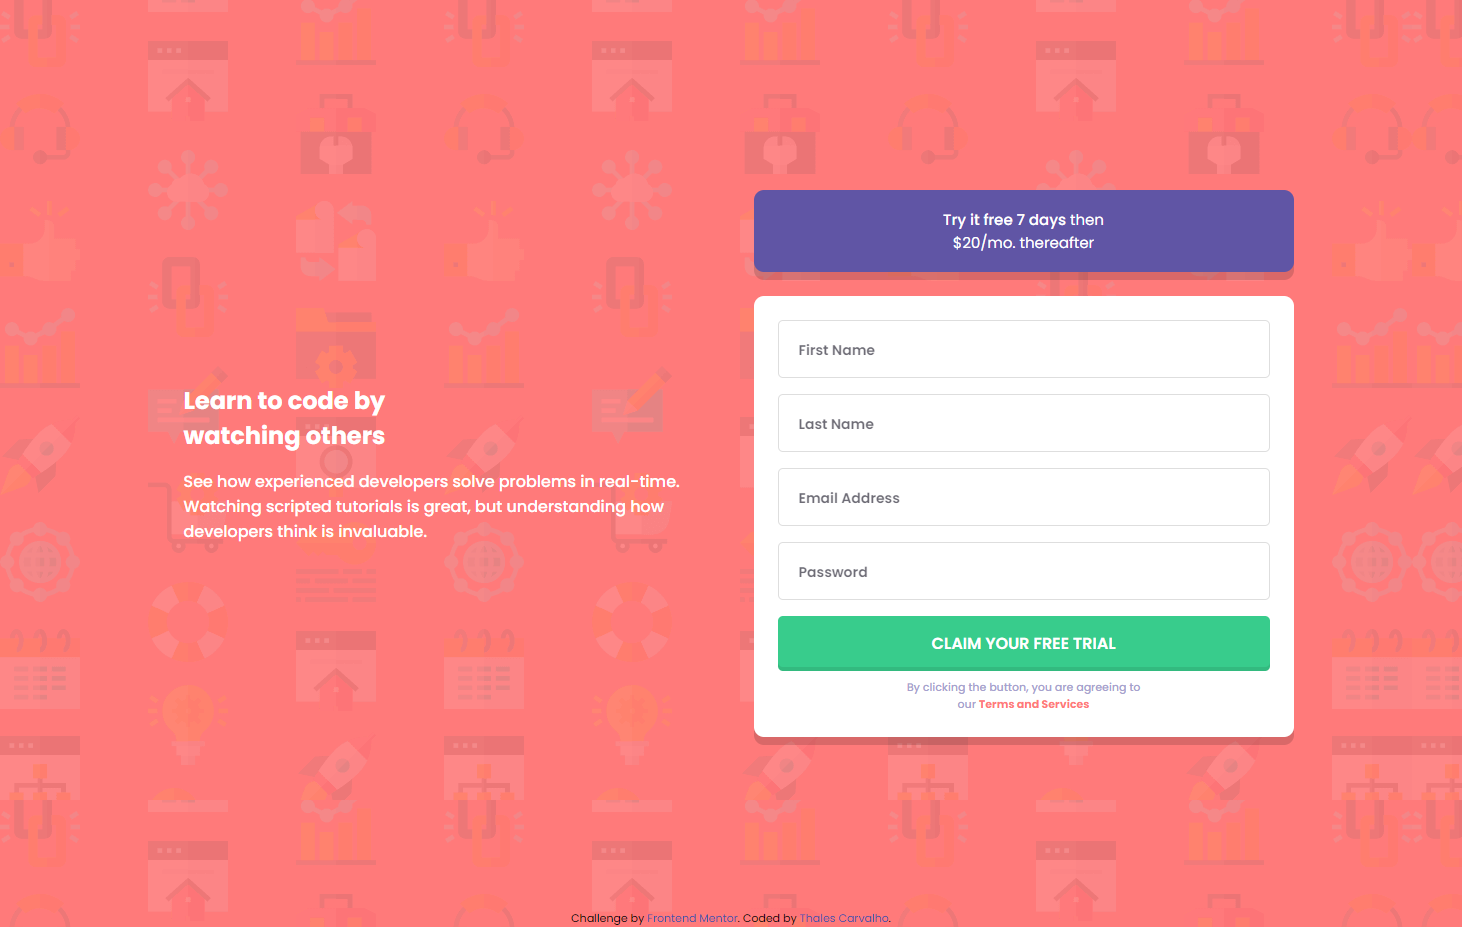 Learn to code by
watching others
See how experienced developers solve problems in real-time.
Watching scripted tutorials is great, but understanding how
developers think is invaluable.
Try it free 7 days then
$20/mo. thereafter
First Name
Last Name
Email Address
Password
CLAIM YOUR FREE TRIAL
By clicking the button, you are agreeing to
our Terms and Services
Challenge by Frontend Mentor. Coded by Thales Carvalho.